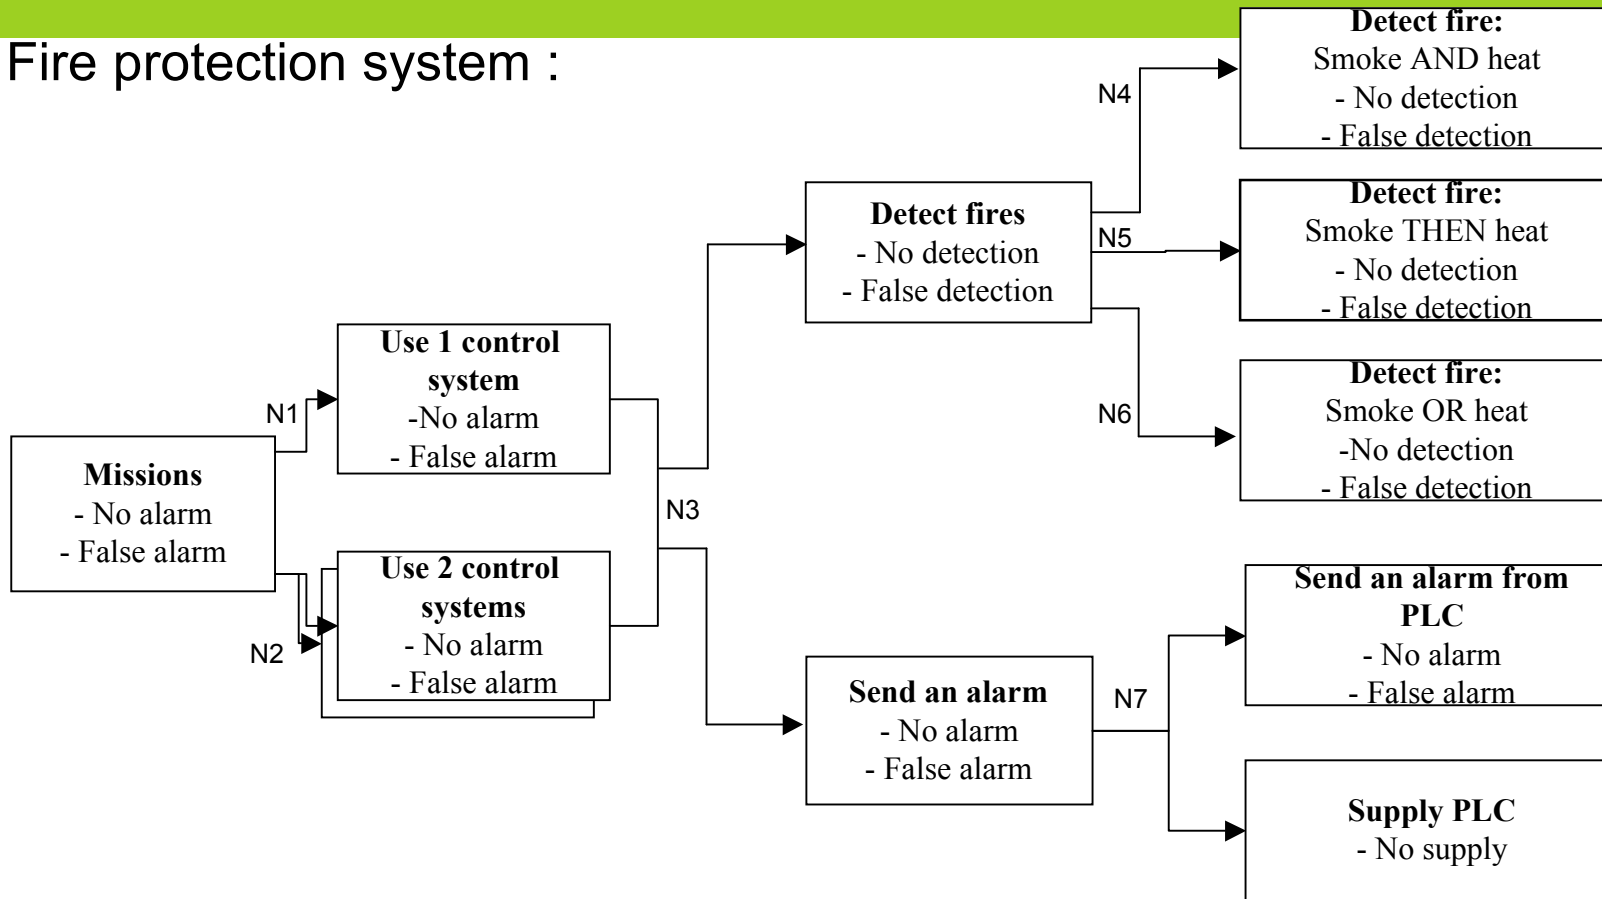 Fire protection system :
Missions
- No alarm
- False alarm
N1
N2
Use 1 control
system
-No alarm
- False alarm
Use 2 control
systems
- No alarm
- False alarm
N3
Detect fires
- No detection
- False detection
Send an alarm
- No alarm
- False alarm
N4
N5
N6
N7
Detect fire:
Smoke AND heat
- No detection
- False detection
Detect fire:
Smoke THEN heat
- No detection
- False detection
Detect fire:
Smoke OR heat
-No detection
- False detection
Send an alarm from
PLC
- No alarm
- False alarm
Supply PLC
- No supply